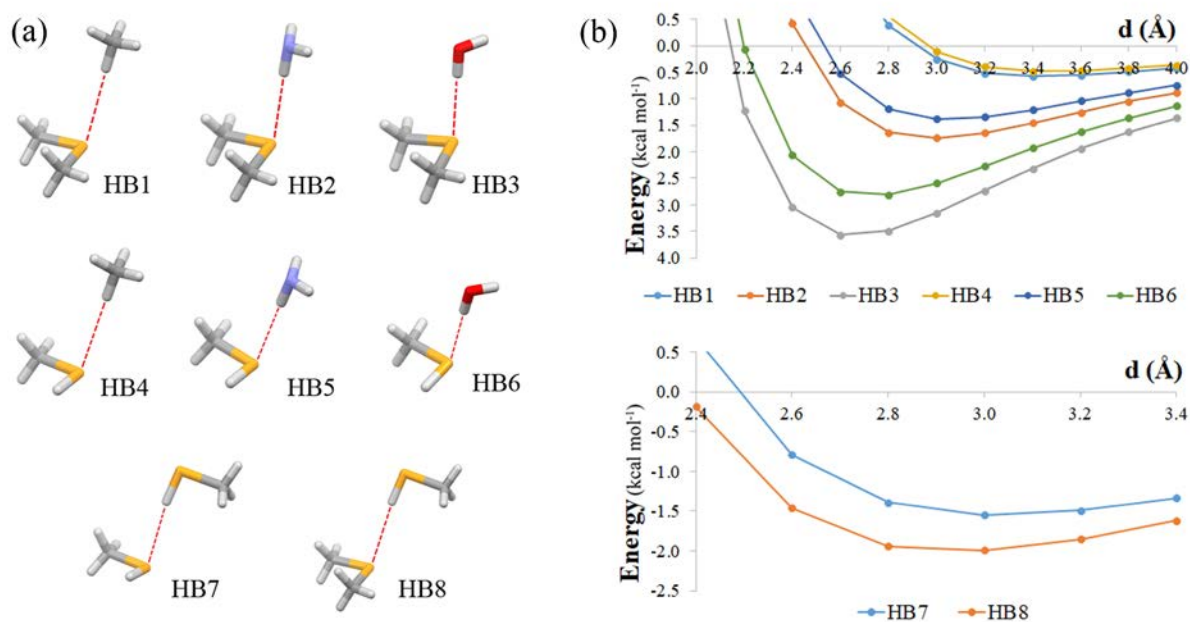 (a)
HB1 HB2 HB3
HB4 HB5 HB6
HB7 HB8
(b)
d (Å)
0.5
0.0
0.5
1.0
1.5
2.0
2.5
3.0
3.5
4.0
2.0 2.2 2.4 2.6 2.8 3.0 3.2 3.4 3.6 3.8 4.0
Energy (kcal mol⁻¹)
HB1 HB2 HB3 HB4 HB5 HB6
d (Å)
0.5
0.0
-0.5
-1.0
-1.5
-2.0
-2.5
2.4 2.6 2.8 3.0 3.2 3.4
Energy (kcal mol⁻¹)
HB7 HB8